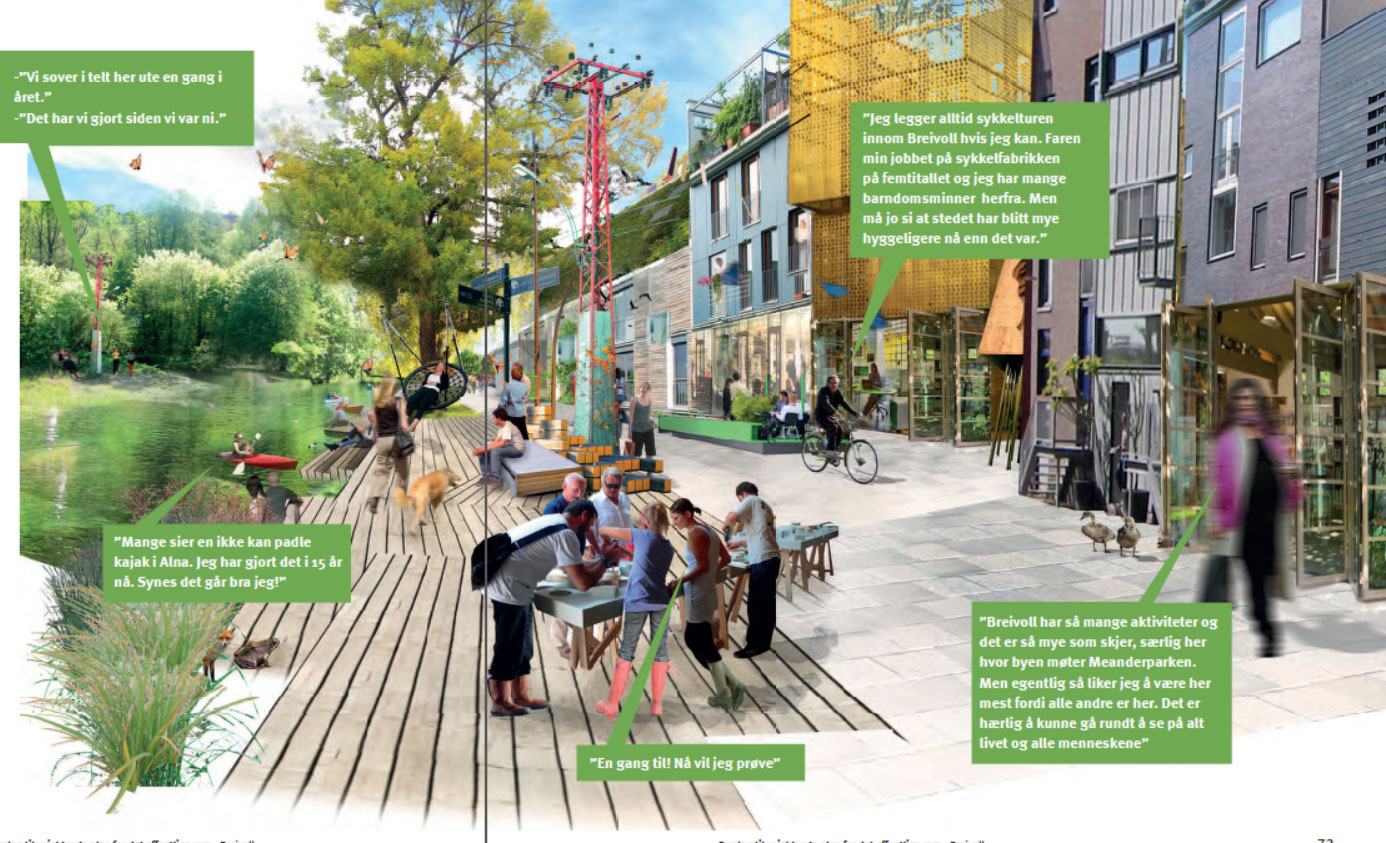 -”Vi sover i telt her ute en gang i
året.”
-”Det har vi gjort siden vi var ni.”
”Jeg legger alltid sykkelturen
innom Breivoll hvis jeg kan. Faren
min jobbet på sykkelfabrikken
på femtitallet og jeg har mange
barndomsminner herfra. Men
må jo si at stedet har blitt mye
hyggeligere nå enn det var.”
”Mange sier en ikke kan padle
kajak i Alna. Jeg har gjort det i 15 år
nå. Synes det går bra jeg!”
”Breivoll har så mange aktiviteter og
det er så mye som skjer, særlig her
hvor byen møter Meanderparken.
Men egentlig så liker jeg å være her
mest fordi alle andre er her. Det er
hærlig å kunne gå rundt å se på alt
livet og alle menneskene”
”En gang til! Nå vil jeg prøve”